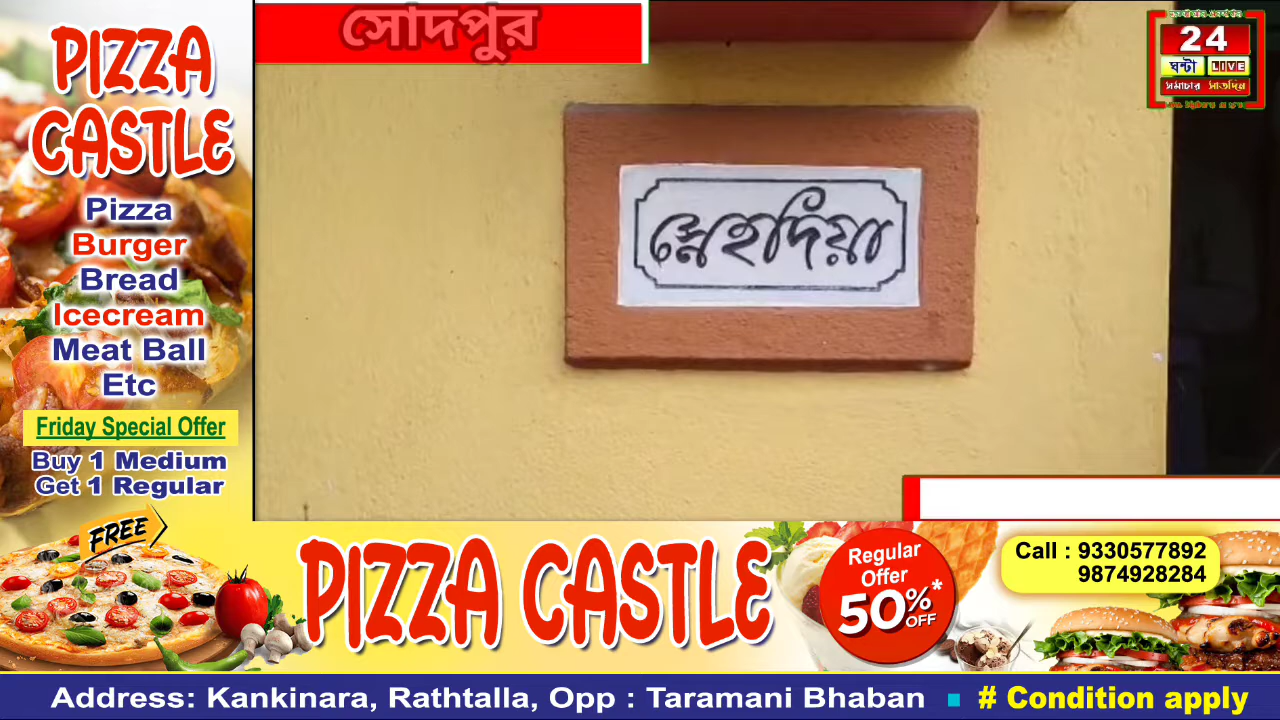 PIZZA
CASTLE
Pizza
Burger
Bread
Icecream
Meat Ball
Etc
Friday Special Offer
Buy 1 Medium
Get 1 Regular
FREE
সোদপুর
24
ঘন্টা LIVE
সমাচার সাতদিন
স্নেহদিয়া
PIZZA CASTLE
Regular
Offer
50%*
OFF
Call : 9330577892
9874928284
Address: Kankinara, Rathtalla, Opp : Taramani Bhaban # Condition apply